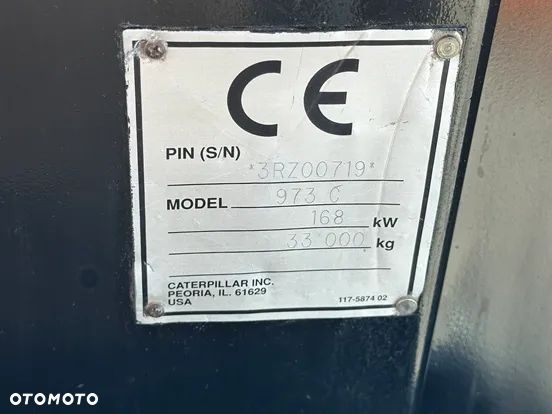 CE
PIN (S/N)
*3RZ00719*
MODEL 973 C
168 kW
33 000 kg
CATERPILLAR INC.
PEORIA, IL. 61629
USA
117-5874 02
OTOMOTO